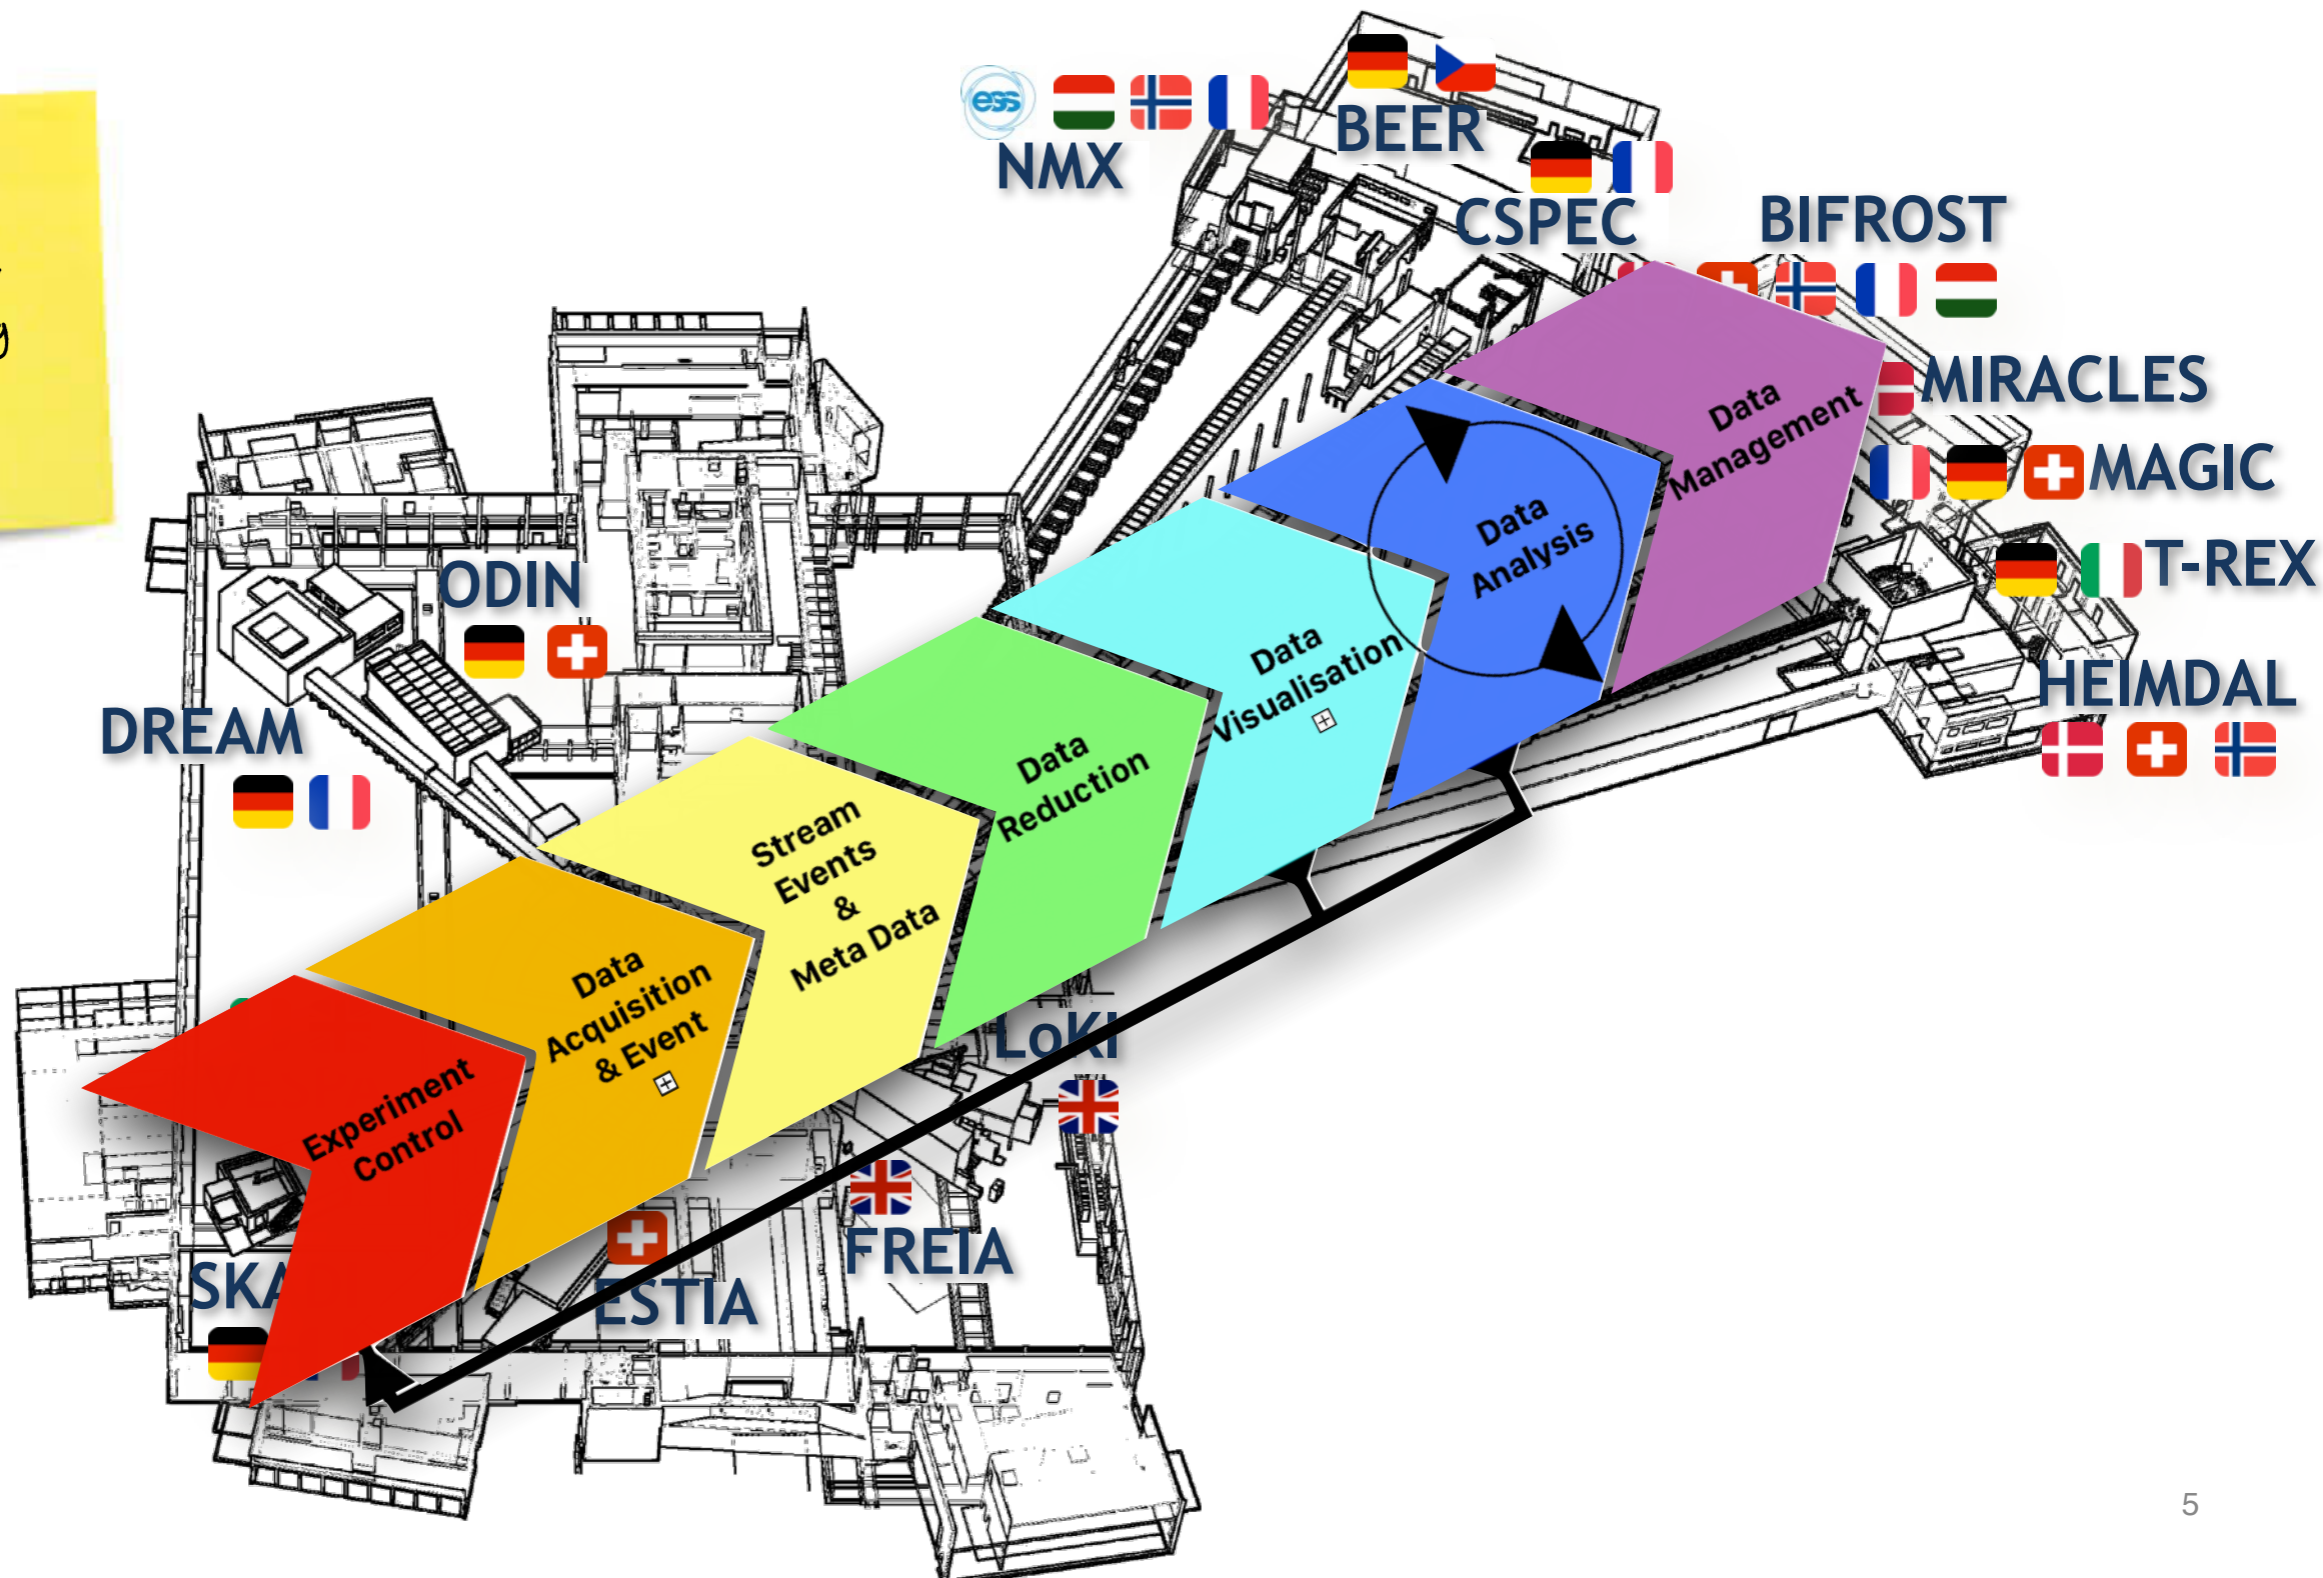 ess
NMX
BEER
CSPEC
BIFROST
MIRACLES
MAGIC
T-REX
HEIMDAL
ODIN
DREAM
Data
Management
Data
Analysis
Data
Visualisation
Data
Reduction
Stream
Events
&
Meta Data
Data
Acquisition
& Event
Experiment
Control
LoKI
FREIA
ESTIA
5